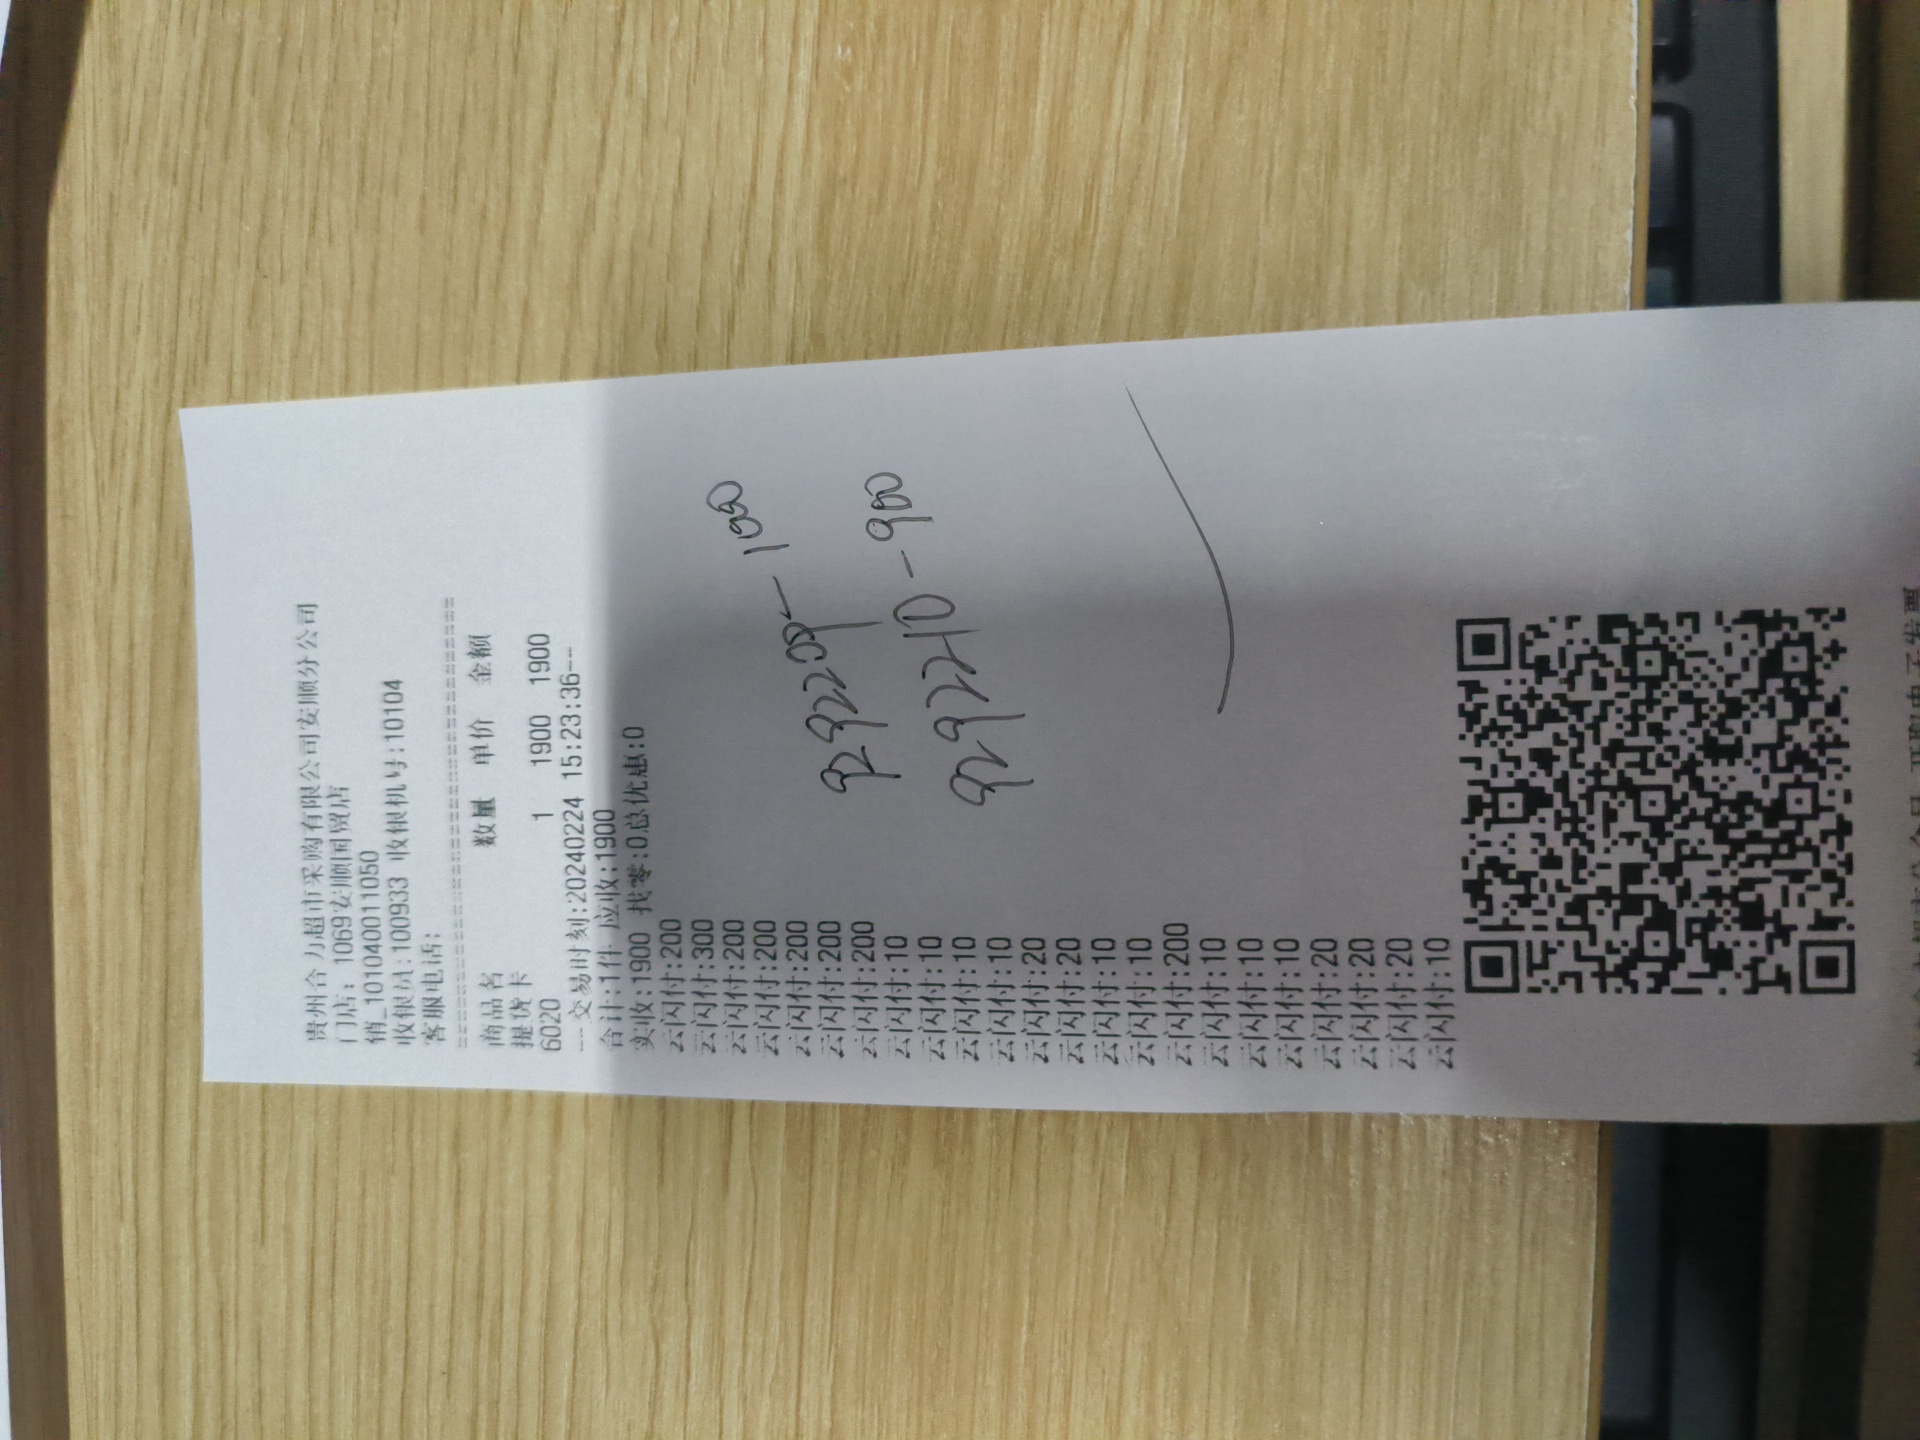 贵州合力超市采购有限公司安顺分公司
门店: 1069安顺国贸店
销_1010400011050
收银员:1000933 收银机号:10104
客服电话:
商品名 数量 单价 金额
提货卡
6020 1 1900 1900
---交易时刻:20240224 15:23:36---
合计:1件 应收:1900
实收:1900 找零:0总优惠:0
云闪付:200
云闪付:300
云闪付:200
云闪付:200
云闪付:200
云闪付:200
云闪付:200
云闪付:10
云闪付:10
云闪付:10
云闪付:10
云闪付:20
云闪付:20
云闪付:10
云闪付:10
云闪付:200
云闪付:10
云闪付:10
云闪付:10
云闪付:20
云闪付:20
云闪付:20
云闪付:10
929210 - 900